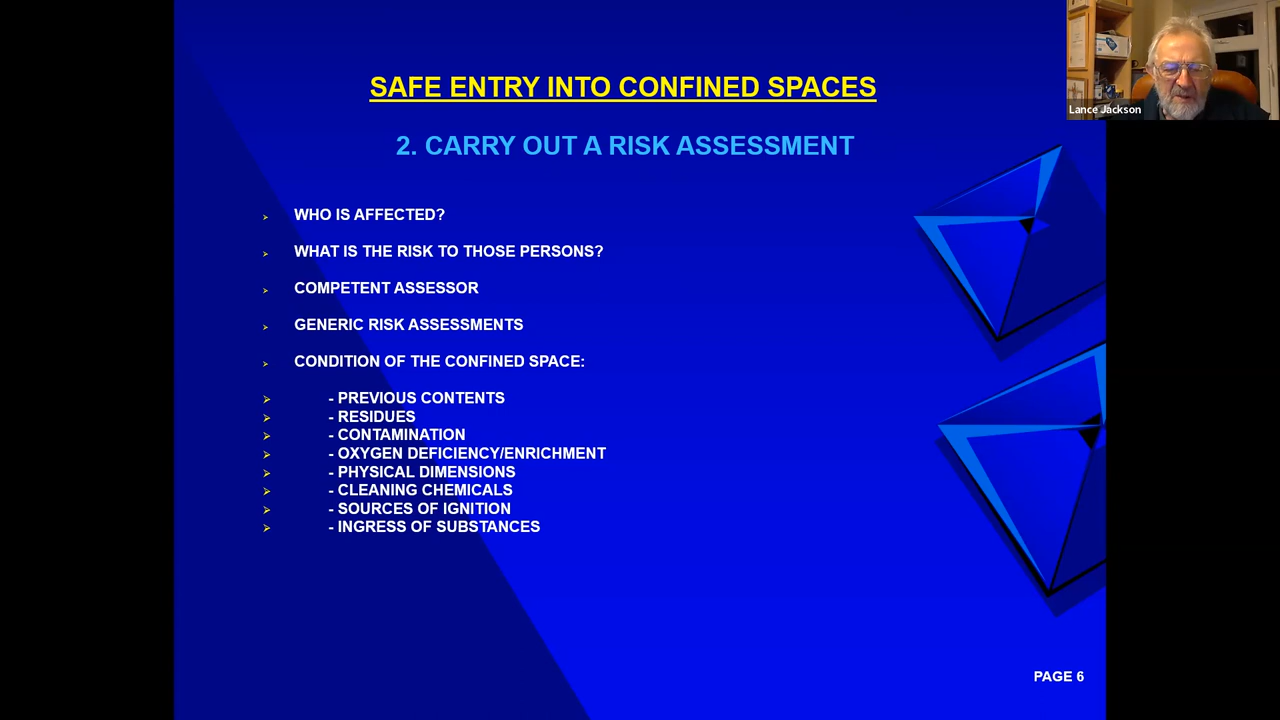 SAFE ENTRY INTO CONFINED SPACES
Lance Jackson
2. CARRY OUT A RISK ASSESSMENT
WHO IS AFFECTED?
WHAT IS THE RISK TO THOSE PERSONS?
COMPETENT ASSESSOR
GENERIC RISK ASSESSMENTS
CONDITION OF THE CONFINED SPACE:
- PREVIOUS CONTENTS
- RESIDUES
- CONTAMINATION
- OXYGEN DEFICIENCY/ENRICHMENT
- PHYSICAL DIMENSIONS
- CLEANING CHEMICALS
- SOURCES OF IGNITION
- INGRESS OF SUBSTANCES
PAGE 6